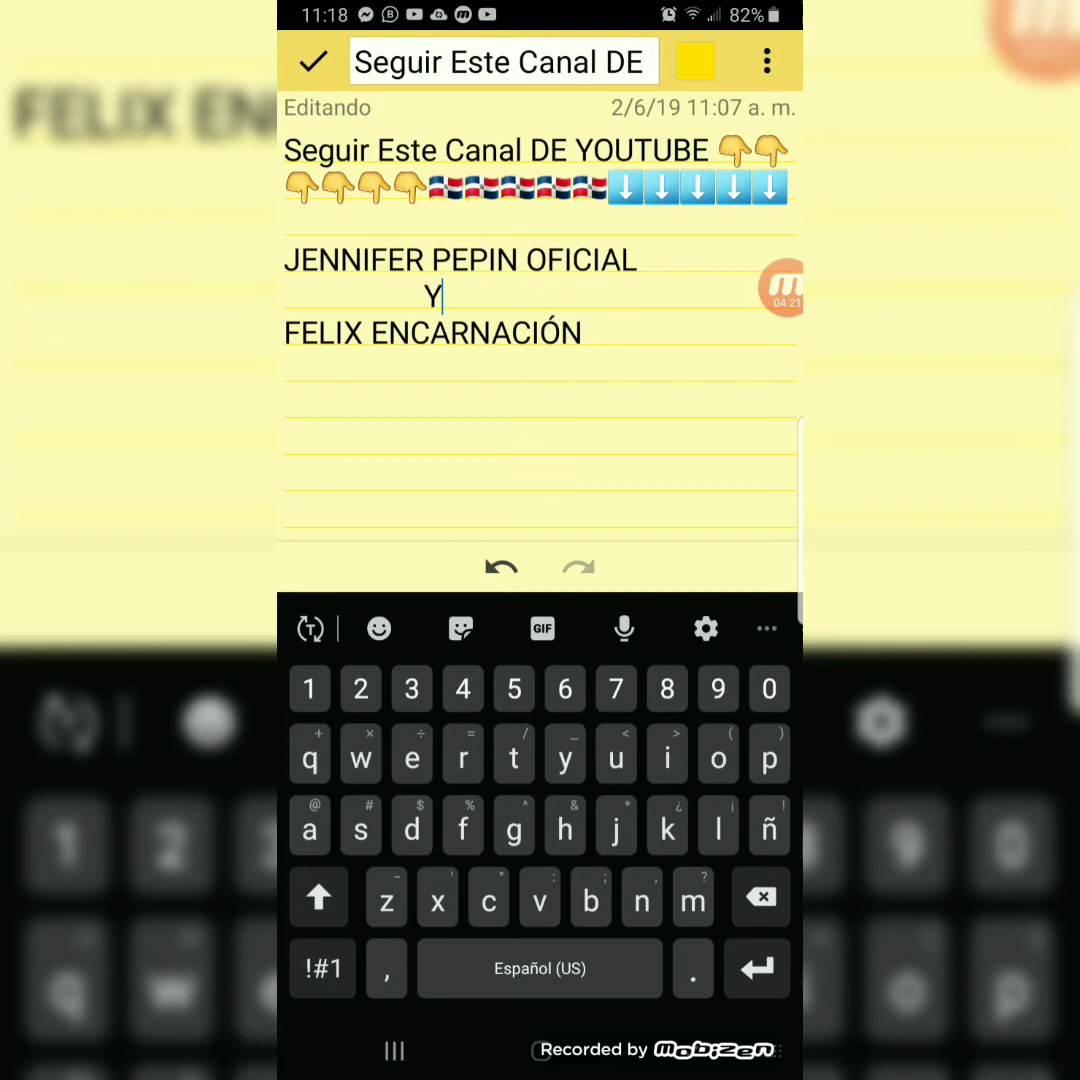 FELIX EN
11:18 82%
Seguir Este Canal DE
Editando 2/6/19 11:07 a. m.
Seguir Este Canal DE YOUTUBE 👇👇
👇👇👇👇🇩🇴🇩🇴🇩🇴🇩🇴🇩🇴⬇️⬇️⬇️⬇️⬇️
JENNIFER PEPIN OFICIAL
Y
04:21
FELIX ENCARNACIÓN
GIF
1 2 3 4 5 6 7 8 9 0
+ × ÷ = / _ < > ( )
q w e r t y u i o p
@ # $ % ^ & * ¿ ¡ !
a s d f g h j k l ñ
- ' " : ; , ?
z x c v b n m
!#1 , Español (US) .
Recorded by Mobizen